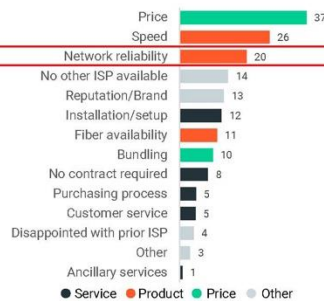 Price 37
Speed 26
Network reliability 20
No other ISP available 14
Reputation/Brand 13
Installation/setup 12
Fiber availability 11
Bundling 10
No contract required 8
Purchasing process 5
Customer service 5
Disappointed with prior ISP 4
Other 3
Ancillary services 1
Service Product Price Other